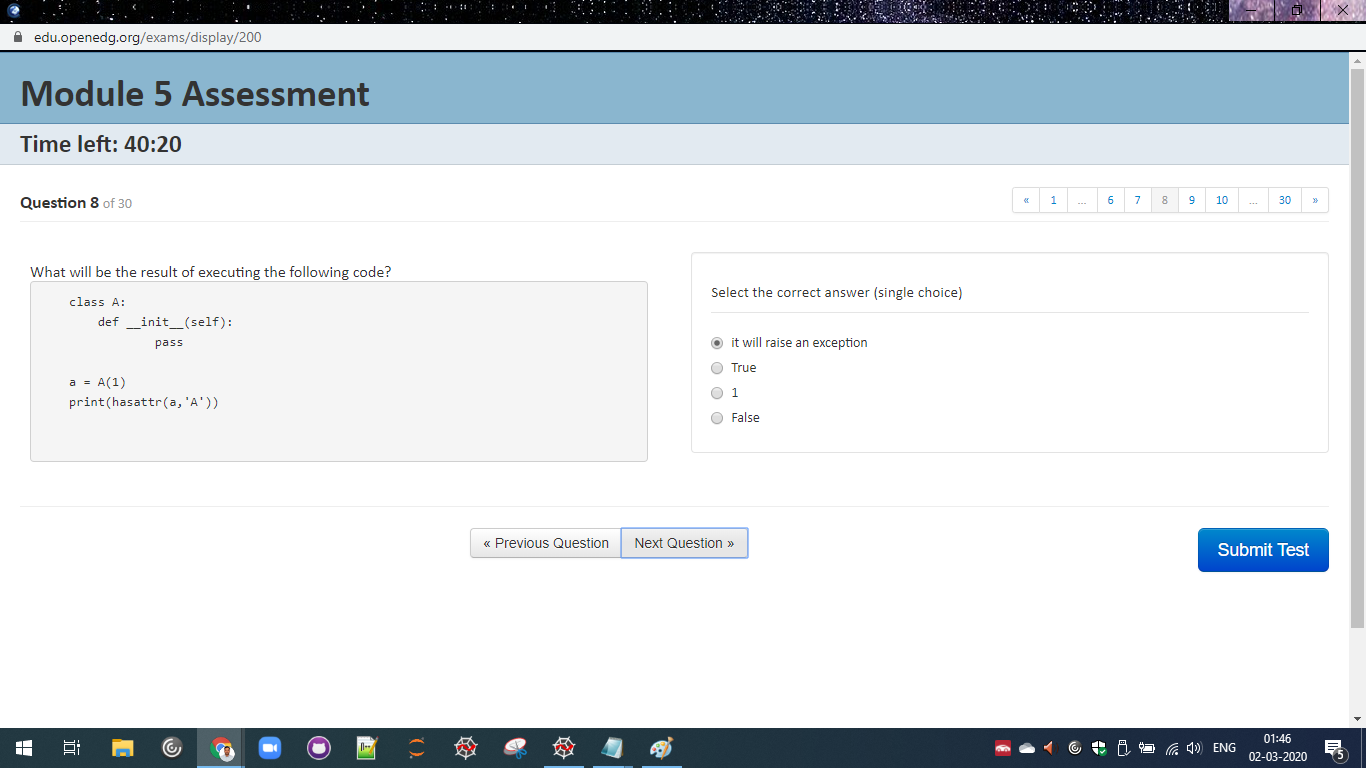 edu.openedg.org/exams/display/200
Module 5 Assessment
Time left: 40:20
Question 8 of 30
« 1 ... 6 7 8 9 10 ... 30 »
What will be the result of executing the following code?
class A:
def __init__(self):
pass
a = A(1)
print(hasattr(a,'A'))
Select the correct answer (single choice)
it will raise an exception
True
1
False
« Previous Question
Next Question »
Submit Test
ENG
01:46
02-03-2020
5